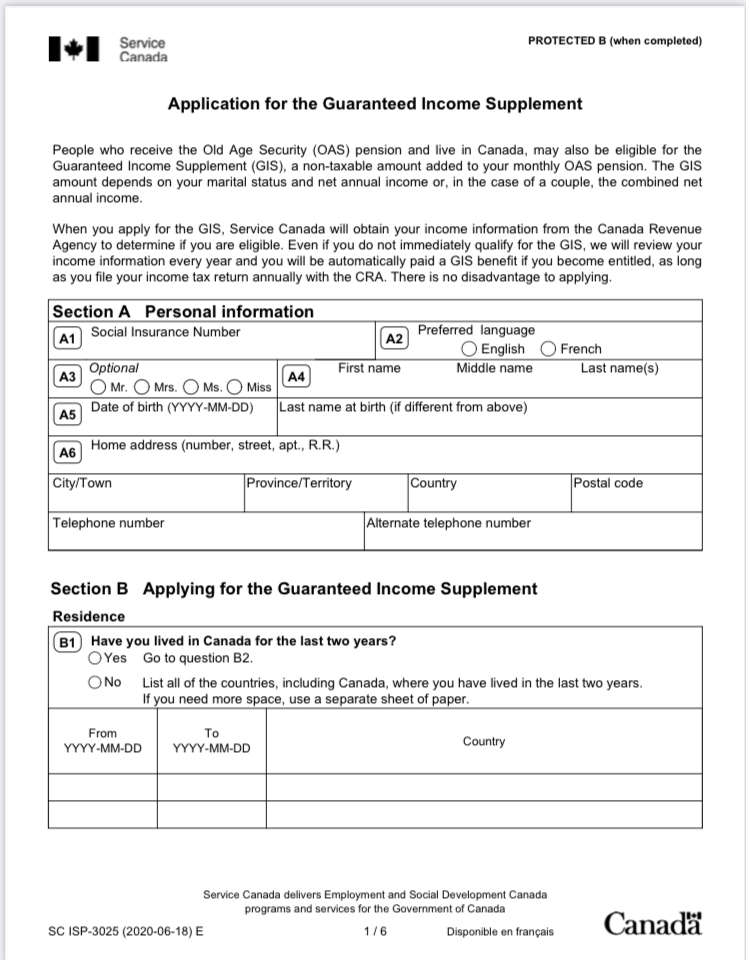 Service
Canada
PROTECTED B (when completed)
Application for the Guaranteed Income Supplement
People who receive the Old Age Security (OAS) pension and live in Canada, may also be eligible for the
Guaranteed Income Supplement (GIS), a non-taxable amount added to your monthly OAS pension. The GIS
amount depends on your marital status and net annual income or, in the case of a couple, the combined net
annual income.
When you apply for the GIS, Service Canada will obtain your income information from the Canada Revenue
Agency to determine if you are eligible. Even if you do not immediately qualify for the GIS, we will review your
income information every year and you will be automatically paid a GIS benefit if you become entitled, as long
as you file your income tax return annually with the CRA. There is no disadvantage to applying.
Section A Personal information
A1 Social Insurance Number
A2 Preferred language
English French
A3 Optional
Mr. Mrs. Ms. Miss
A4 First name Middle name Last name(s)
A5 Date of birth (YYYY-MM-DD) Last name at birth (if different from above)
A6 Home address (number, street, apt., R.R.)
City/Town Province/Territory Country Postal code
Telephone number Alternate telephone number
Section B Applying for the Guaranteed Income Supplement
Residence
B1 Have you lived in Canada for the last two years?
Yes Go to question B2.
No List all of the countries, including Canada, where you have lived in the last two years.
If you need more space, use a separate sheet of paper.
From
YYYY-MM-DD
To
YYYY-MM-DD
Country
Service Canada delivers Employment and Social Development Canada
programs and services for the Government of Canada
SC ISP-3025 (2020-06-18) E 1 / 6 Disponible en français
Canada